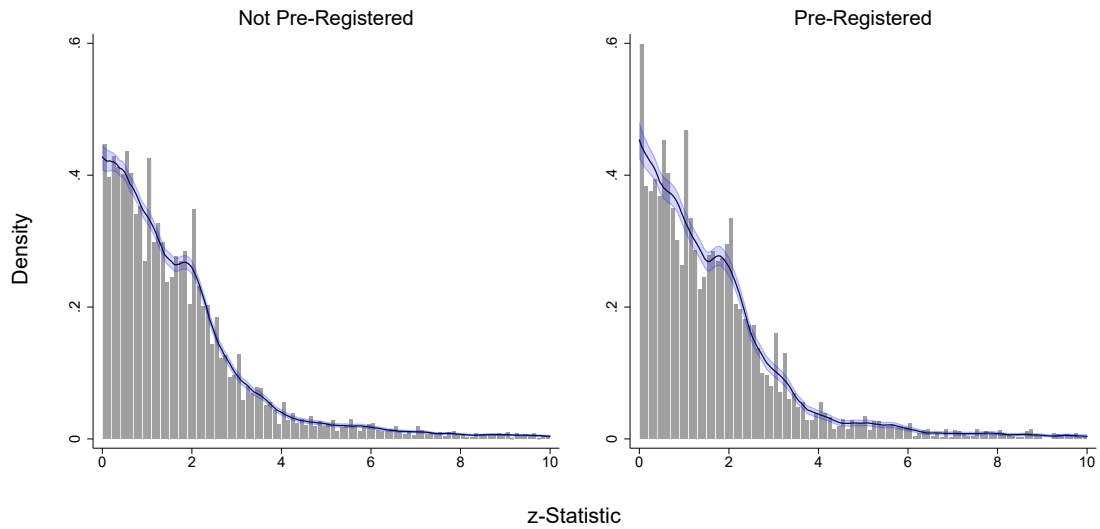 Not Pre-Registered
Pre-Registered
Density
.6
.4
.2
0
0 2 4 6 8 10
.6
.4
.2
0
0 2 4 6 8 10
z-Statistic